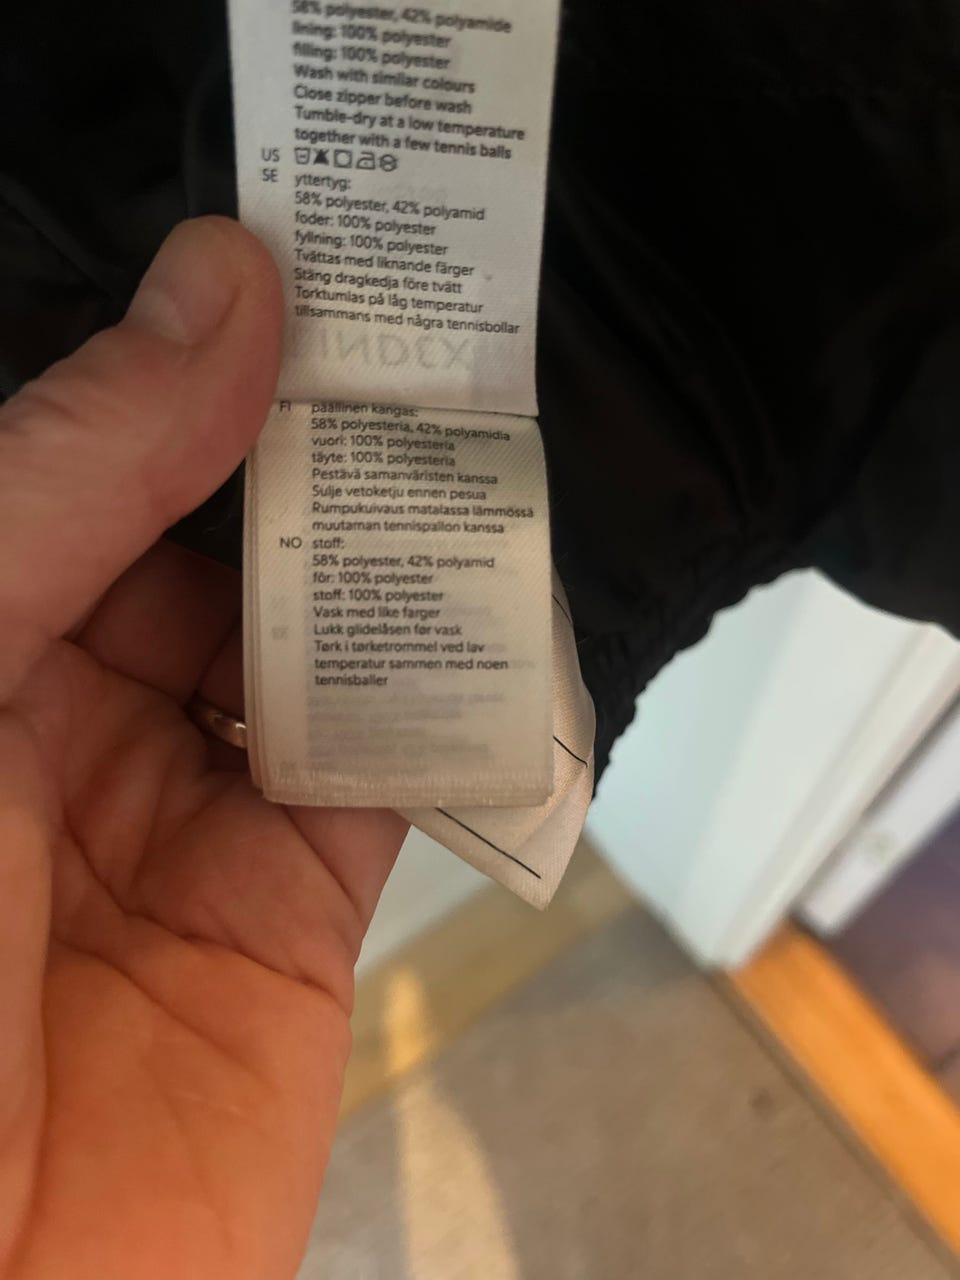 58% polyester, 42% polyamide
lining: 100% polyester
filling: 100% polyester
Wash with similar colours
Close zipper before wash
Tumble-dry at a low temperature
together with a few tennis balls
US
SE yttertyg:
58% polyester, 42% polyamid
foder: 100% polyester
fyllning: 100% polyester
Tvättas med liknande färger
Stäng dragkedja före tvätt
Torktumlas på låg temperatur
tillsammans med några tennisbollar
FI päällinen kangas:
58% polyesteria, 42% polyamidia
vuori: 100% polyesteria
täyte: 100% polyesteria
Pestävä samanväristen kanssa
Sulje vetoketju ennen pesua
Rumpukuivaus matalassa lämmössä
muutaman tennispallon kanssa
NO stoff:
58% polyester, 42% polyamid
fôr: 100% polyester
stoff: 100% polyester
Vask med like farger
Lukk glidelåsen før vask
Tørk i tørketrommel ved lav
temperatur sammen med noen
tennisballer